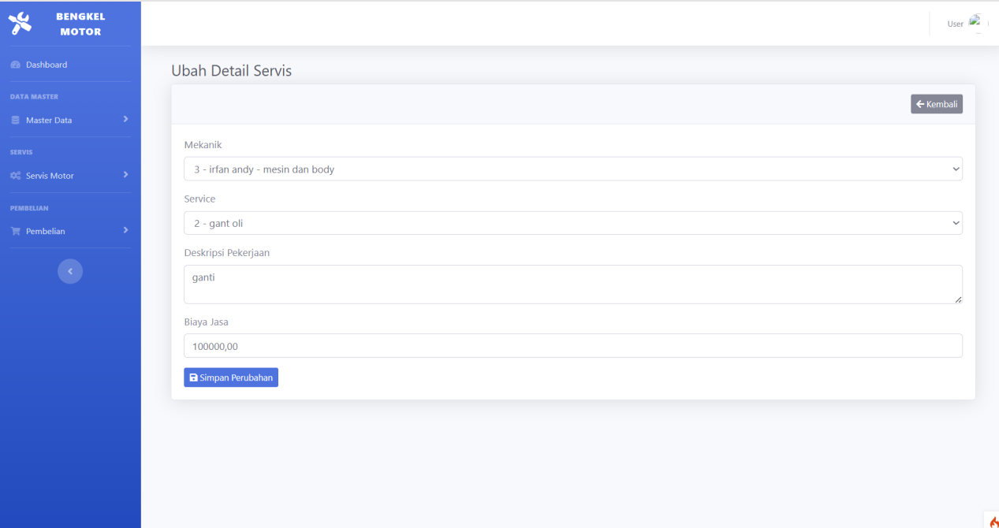 BENGKEL
MOTOR
User
Dashboard
DATA MASTER
Master Data
SERVIS
Servis Motor
PEMBELIAN
Pembelian
Ubah Detail Servis
Kembali
Mekanik
3 - irfan andy - mesin dan body
Service
2 - gant oli
Deskripsi Pekerjaan
ganti
Biaya Jasa
100000,00
Simpan Perubahan